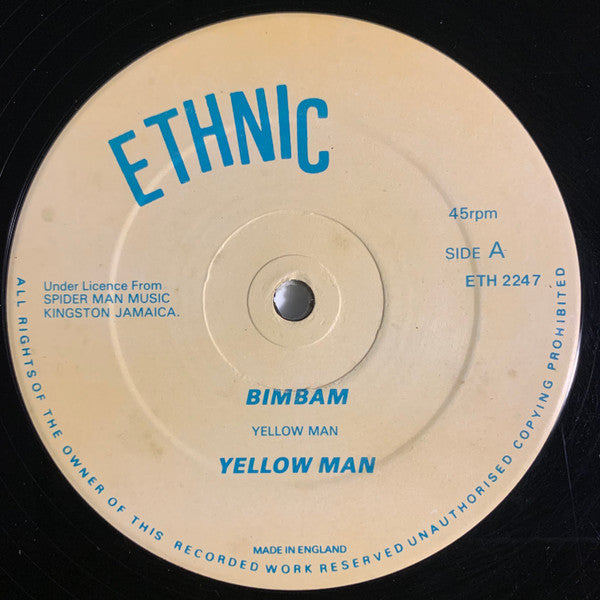 ETHNIC
45rpm
SIDE A
ETH 2247
Under Licence From
SPIDER MAN MUSIC
KINGSTON JAMAICA.
BIMBAM
YELLOW MAN
YELLOW MAN
MADE IN ENGLAND
ALL RIGHTS OF THE OWNER OF THIS RECORDED WORK RESERVED UNAUTHORISED COPYING PROHIBITED